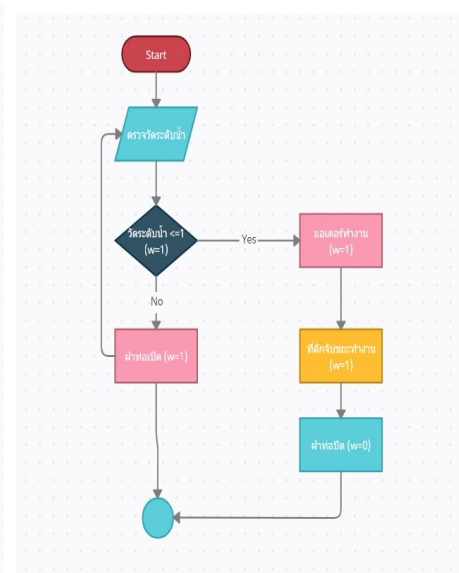 Start
ตรวจวัดระดับน้ำ
วัดระดับน้ำ <=1
(w=1)
Yes
มอเตอร์ทำงาน
(w=1)
No
ฝาท่อเปิด (w=1)
ที่ดักจับขยะทำงาน
(w=1)
ฝาท่อปิด (w=0)